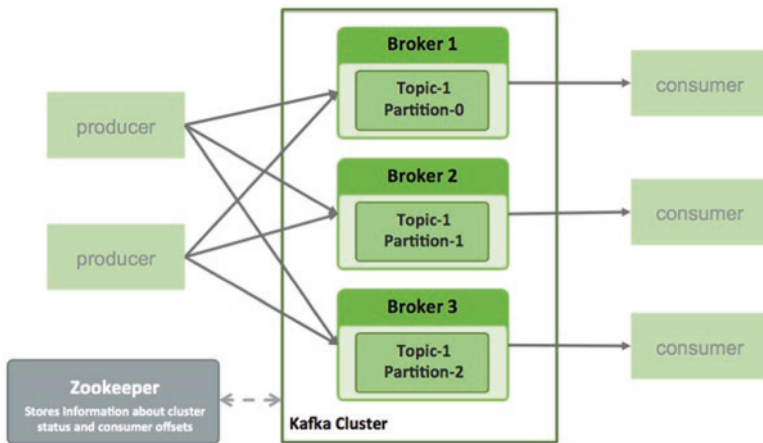 Broker 1
Topic-1
Partition-0
producer
consumer
Broker 2
Topic-1
Partition-1
producer
consumer
Broker 3
Topic-1
Partition-2
consumer
Zookeeper
Stores Information about cluster
status and consumer offsets
Kafka Cluster